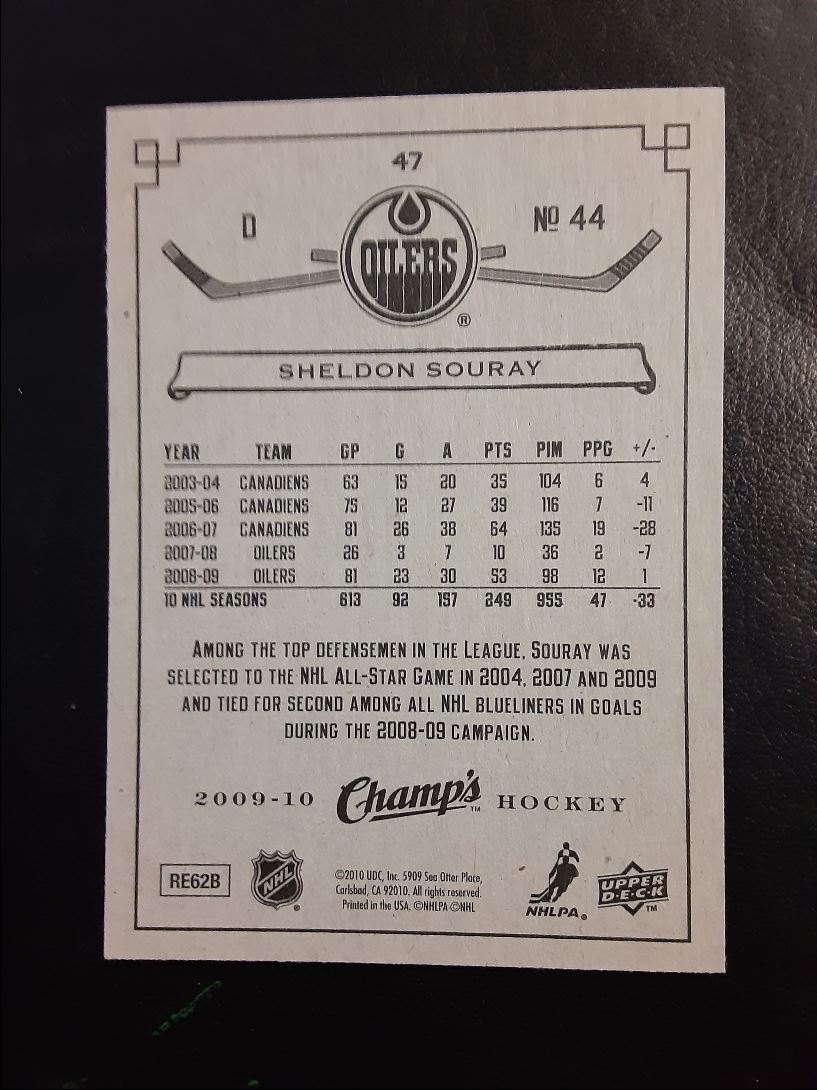 47
D
Nº 44
OILERS
®
SHELDON SOURAY
YEAR TEAM GP G A PTS PIM PPG +/-
2003-04 CANADIENS 63 15 20 35 104 6 4
2005-06 CANADIENS 75 12 27 39 116 7 -11
2006-07 CANADIENS 81 26 38 64 135 19 -28
2007-08 OILERS 26 3 7 10 36 2 -7
2008-09 OILERS 81 23 30 53 98 12 1
10 NHL SEASONS 613 92 157 249 955 47 -33
AMONG THE TOP DEFENSEMEN IN THE LEAGUE, SOURAY WAS
SELECTED TO THE NHL ALL-STAR GAME IN 2004, 2007 AND 2009
AND TIED FOR SECOND AMONG ALL NHL BLUELINERS IN GOALS
DURING THE 2008-09 CAMPAIGN.
2009-10 Champ's™ HOCKEY
RE62B
NHL®
©2010 UDC, Inc. 5909 Sea Otter Place,
Carlsbad, CA 92010. All rights reserved.
Printed in the USA. ©NHLPA ©NHL
NHLPA®
UPPER
D·E·C·K™